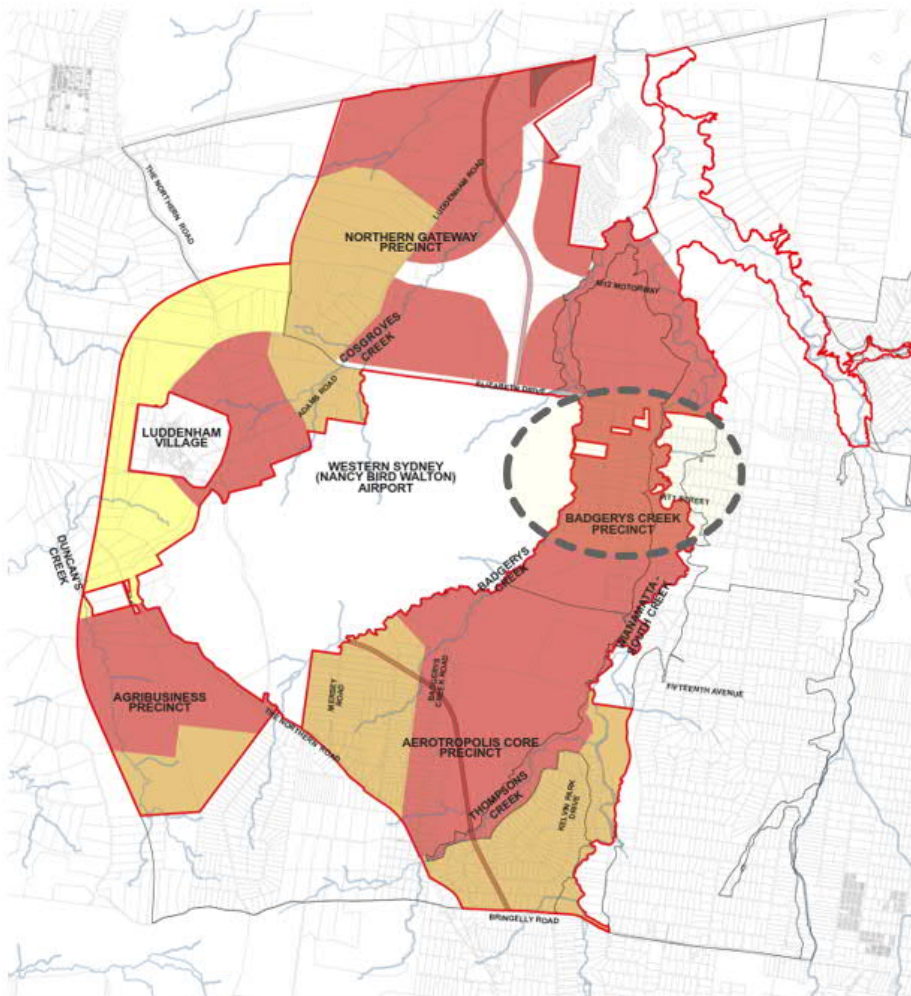 THE NORTHERN ROAD
LUDDENHAM ROAD
NORTHERN GATEWAY
PRECINCT
M12 MOTORWAY
COSGROVES
CREEK
ELIZABETH DRIVE
ADAMS ROAD
LUDDENHAM
VILLAGE
WESTERN SYDNEY
(NANCY BIRD WALTON)
AIRPORT
STREET
BADGERYS CREEK
PRECINCT
DUNCAN'S
CREEK
BADGERYS
CREEK
WIANAMATTA -
SOUTH CREEK
AGRIBUSINESS
PRECINCT
MERSEY
ROAD
BADGERYS
CREEK ROAD
FIFTEENTH AVENUE
THE NORTHERN ROAD
AEROTROPOLIS CORE
PRECINCT
THOMPSONS
CREEK
KELVIN PARK
DRIVE
BRINGELLY ROAD